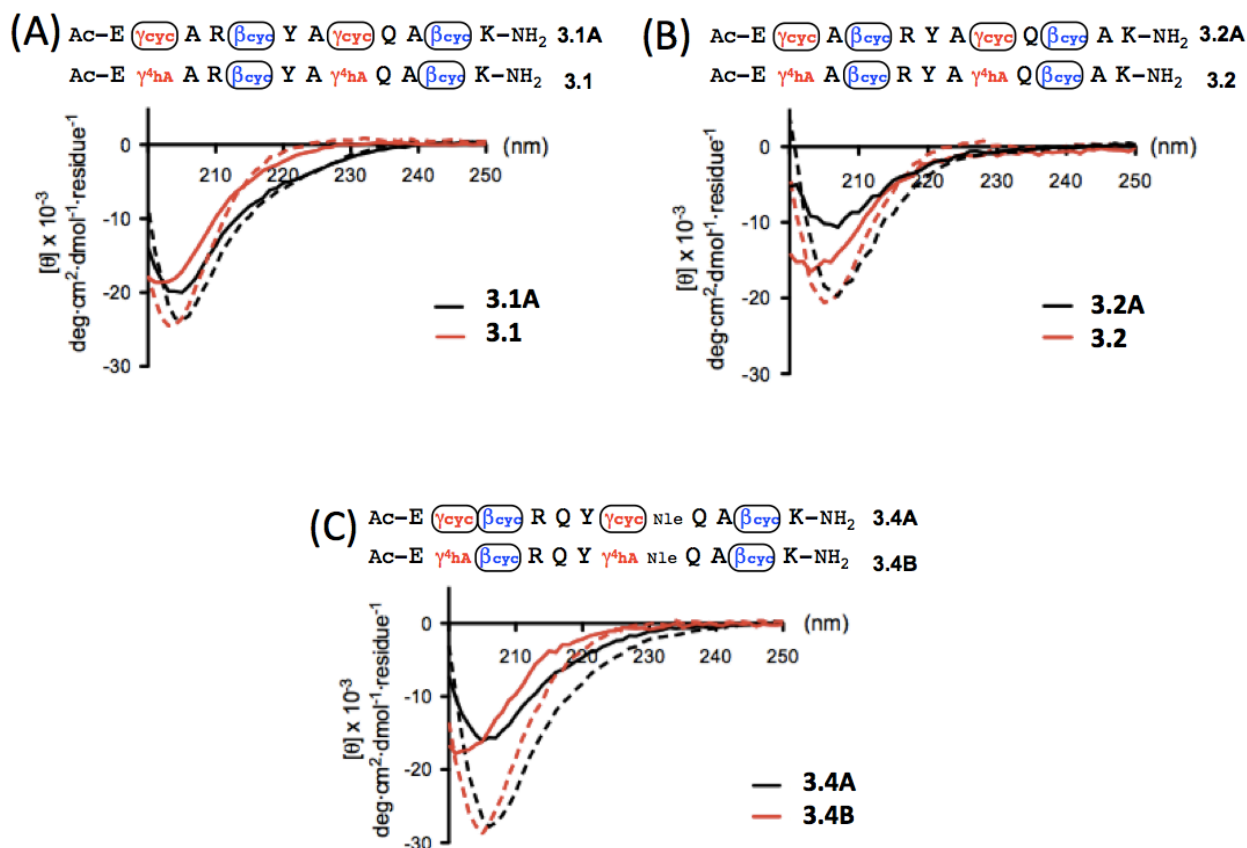 (A) Ac-E γcyc A R βcyc Y A γcyc Q A βcyc K-NH2 3.1A
Ac-E γ4hA A R βcyc Y A γ4hA Q A βcyc K-NH2 3.1
0
-10
-20
-30
210 220 230 240 250
(nm)
[θ] x 10-3
deg·cm2·dmol-1·residue-1
3.1A
3.1
(B) Ac-E γcyc A βcyc R Y A γcyc Q βcyc A K-NH2 3.2A
Ac-E γ4hA A βcyc R Y A γ4hA Q βcyc A K-NH2 3.2
0
-10
-20
-30
210 220 230 240 250
(nm)
[θ] x 10-3
deg·cm2·dmol-1·residue-1
3.2A
3.2
(C) Ac-E γcyc βcyc R Q Y γcyc Nle Q A βcyc K-NH2 3.4A
Ac-E γ4hA βcyc R Q Y γ4hA Nle Q A βcyc K-NH2 3.4B
0
-10
-20
-30
210 220 230 240 250
(nm)
[θ] x 10-3
deg·cm2·dmol-1·residue-1
3.4A
3.4B